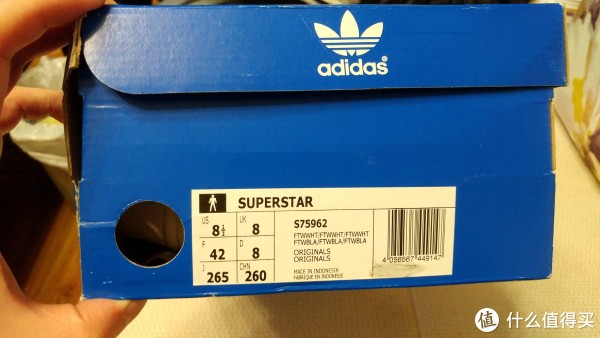 adidas®
SUPERSTAR
US 8½ UK 8
F 42 D 8
J 265 CHN 260
S75962
FTWWHT/FTWWHT/FTWWHT
FTWBLA/FTWBLA/FTWBLA
ORIGINALS
ORIGINALS
MADE IN INDONESIA
FABRIQUE EN INDONESIE
4 056567 449147
值 什么值得买